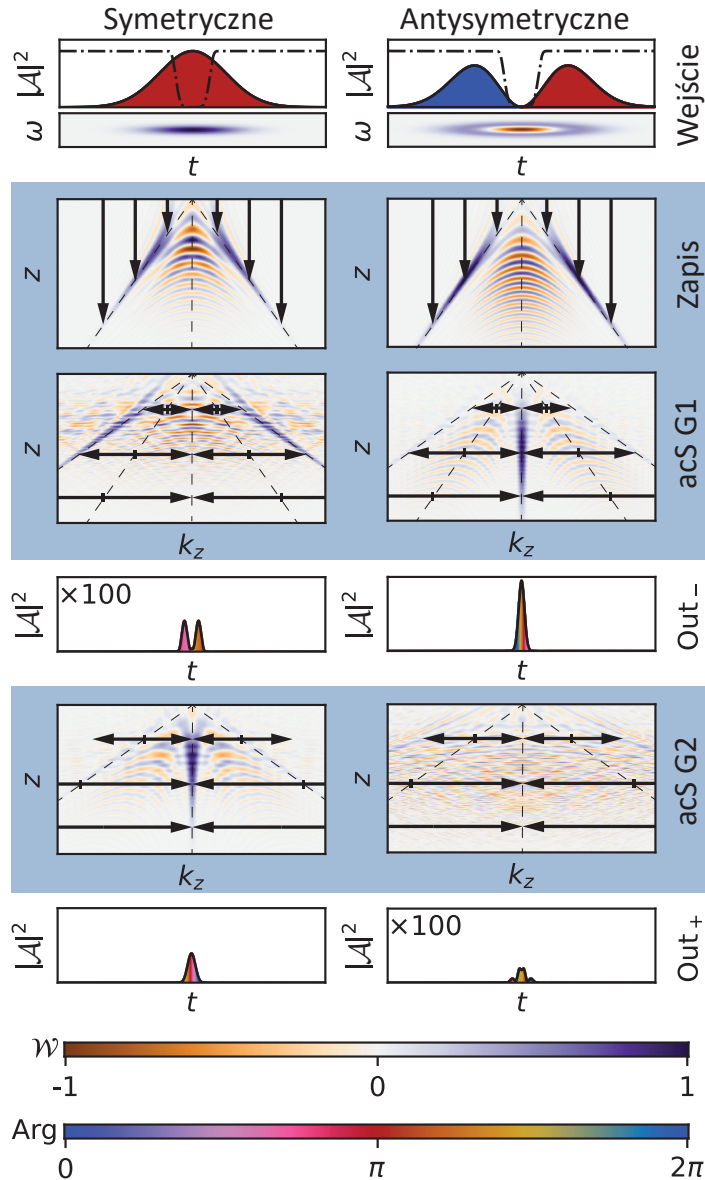 Symetryczne Antysymetryczne
|𝒜|² |𝒜|² Wejście
ω ω
t t
z z Zapis
z z acS G1
k_z k_z
|𝒜|² ×100 |𝒜|² Out₋
t t
z z acS G2
k_z k_z
|𝒜|² |𝒜|² ×100 Out₊
t t
𝒲
-1 0 1
Arg
0 π 2π